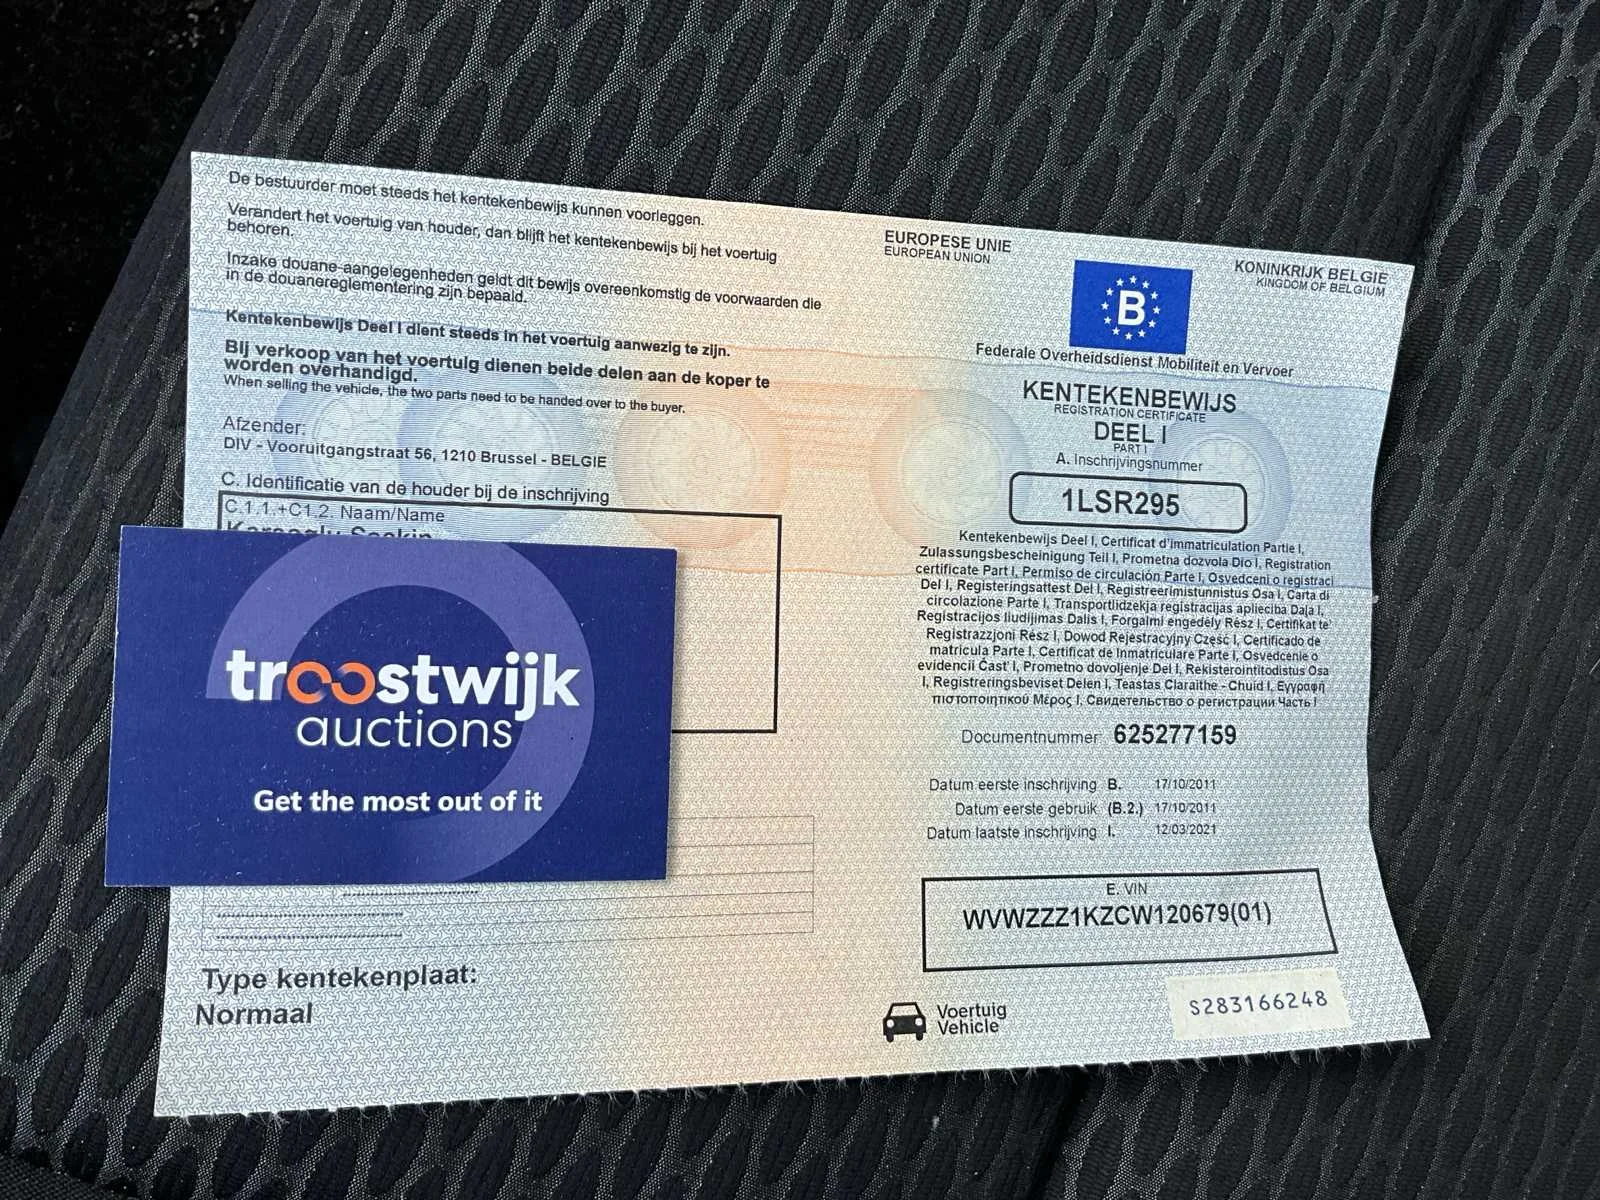 De bestuurder moet steeds het kentekenbewijs kunnen voorleggen.
Verandert het voertuig van houder, dan blijft het kentekenbewijs bij het voertuig
behoren.
Inzake douane-aangelegenheden geldt dit bewijs overeenkomstig de voorwaarden die
in de douanereglementering zijn bepaald.
Kentekenbewijs Deel I dient steeds in het voertuig aanwezig te zijn.
Bij verkoop van het voertuig dienen beide delen aan de koper te
worden overhandigd.
When selling the vehicle, the two parts need to be handed over to the buyer.
Afzender:
DIV - Vooruitgangstraat 56, 1210 Brussel - BELGIE
C. Identificatie van de houder bij de inschrijving
C.1.1.+C1.2. Naam/Name
troostwijk
auctions
Get the most out of it
Type kentekenplaat:
Normaal
EUROPESE UNIE
EUROPEAN UNION
B
KONINKRIJK BELGIE
KINGDOM OF BELGIUM
Federale Overheidsdienst Mobiliteit en Vervoer
KENTEKENBEWIJS
REGISTRATION CERTIFICATE
DEEL I
PART I
A. Inschrijvingsnummer
1LSR295
Kentekenbewijs Deel I, Certificat d'immatriculation Partie I,
Zulassungsbescheinigung Teil I, Prometna dozvola Dio I, Registration
certificate Part I, Permiso de circulación Parte I, Osvedceni o registraci
Del I, Registeringsattest Del I, Registreerimistunnistus Osa I, Carta di
circolazione Parte I, Transportlidzekja registracijas aplieciba Daļa I,
Registracijos liudijimas Dalis I, Forgalmi engedély Rész I, Certifikat te'
Registrazzjoni Rész I, Dowod Rejestracyjny Częśc I, Certificado de
matricula Parte I, Certificat de Inmatriculare Partе I, Osvedcenie o
evidencii Čast' I, Prometno dovoljenje Del I, Rekisterointitodistus Osa
I, Registreringsbeviset Delen I, Teastas Claraithe - Chuid I, Εγγραφη
πιστοποιητικού Μέρος I, Свидетельство о регистрации Часть I
Documentnummer 625277159
Datum eerste inschrijving B. 17/10/2011
Datum eerste gebruik (B.2.) 17/10/2011
Datum laatste inschrijving I. 12/03/2021
E. VIN
WVWZZZ1KZCW120679(01)
Voertuig
Vehicle
S283166248